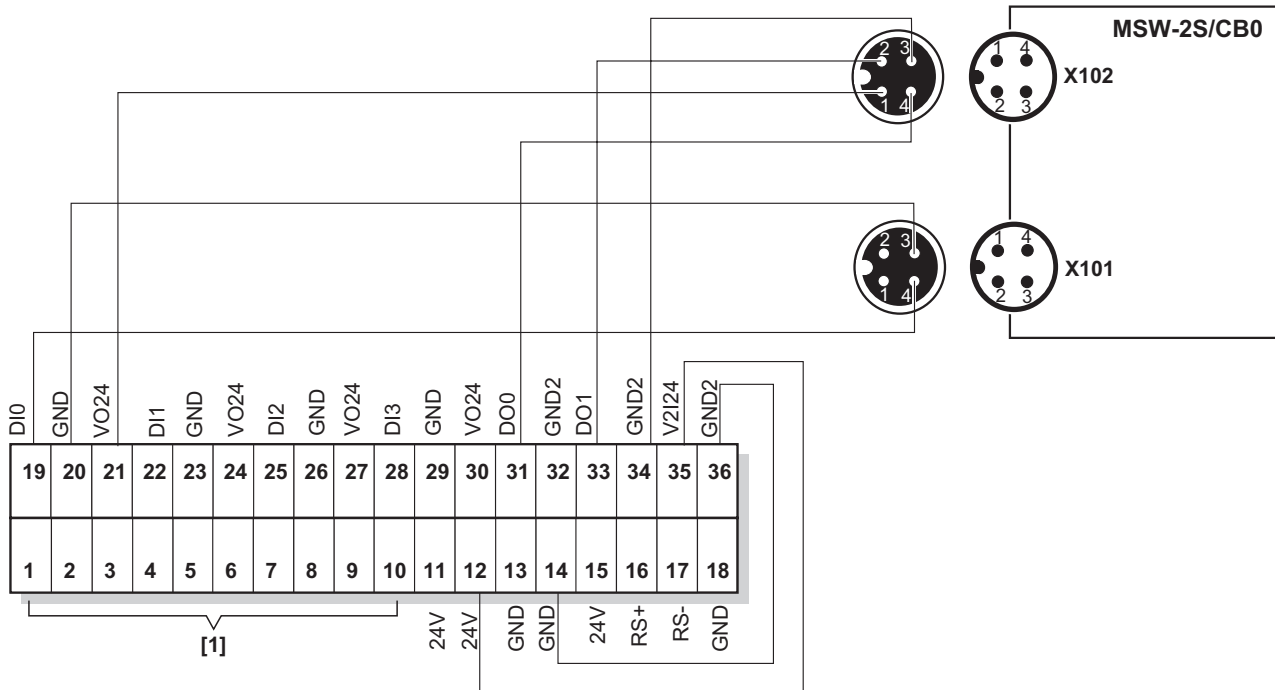 MSW-2S/CB0
2 3
1 4
1 4
2 3
X102
2 3
1 4
1 4
2 3
X101
DI0 GND VO24 DI1 GND VO24 DI2 GND VO24 DI3 GND VO24 DO0 GND2 DO1 GND2 V2I24 GND2
19 20 21 22 23 24 25 26 27 28 29 30 31 32 33 34 35 36
1 2 3 4 5 6 7 8 9 10 11 12 13 14 15 16 17 18
24V 24V GND GND 24V RS+ RS- GND
[1]